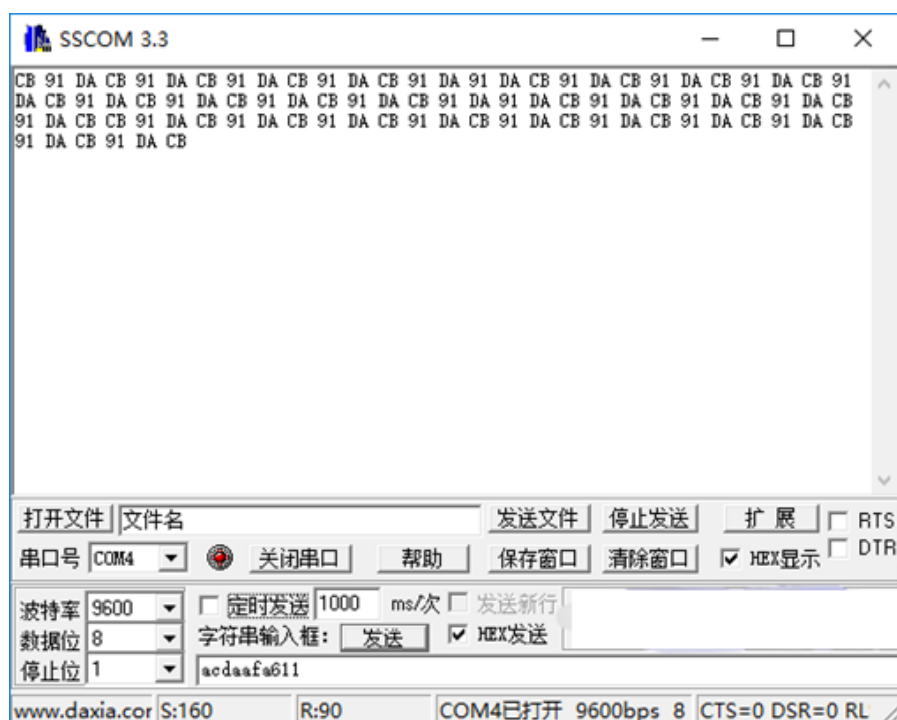 SSCOM 3.3
CB 91 DA CB 91 DA CB 91 DA CB 91 DA CB 91 DA 91 DA CB 91 DA CB 91 DA CB 91 DA CB 91
DA CB 91 DA CB 91 DA CB 91 DA CB 91 DA CB 91 DA 91 DA CB 91 DA CB 91 DA CB 91 DA CB
91 DA CB CB 91 DA CB 91 DA CB 91 DA CB 91 DA CB 91 DA CB 91 DA CB 91 DA CB 91 DA CB
91 DA CB 91 DA CB
打开文件 文件名 发送文件 停止发送 扩 展 RTS
串口号 COM4 关闭串口 帮助 保存窗口 清除窗口 HEX显示 DTR
波特率 9600 定时发送 1000 ms/次 发送新行
数据位 8 字符串输入框: 发送 HEX发送
停止位 1 acdaafa611
www.daxia.cor S:160 R:90 COM4已打开 9600bps 8 CTS=0 DSR=0 RL